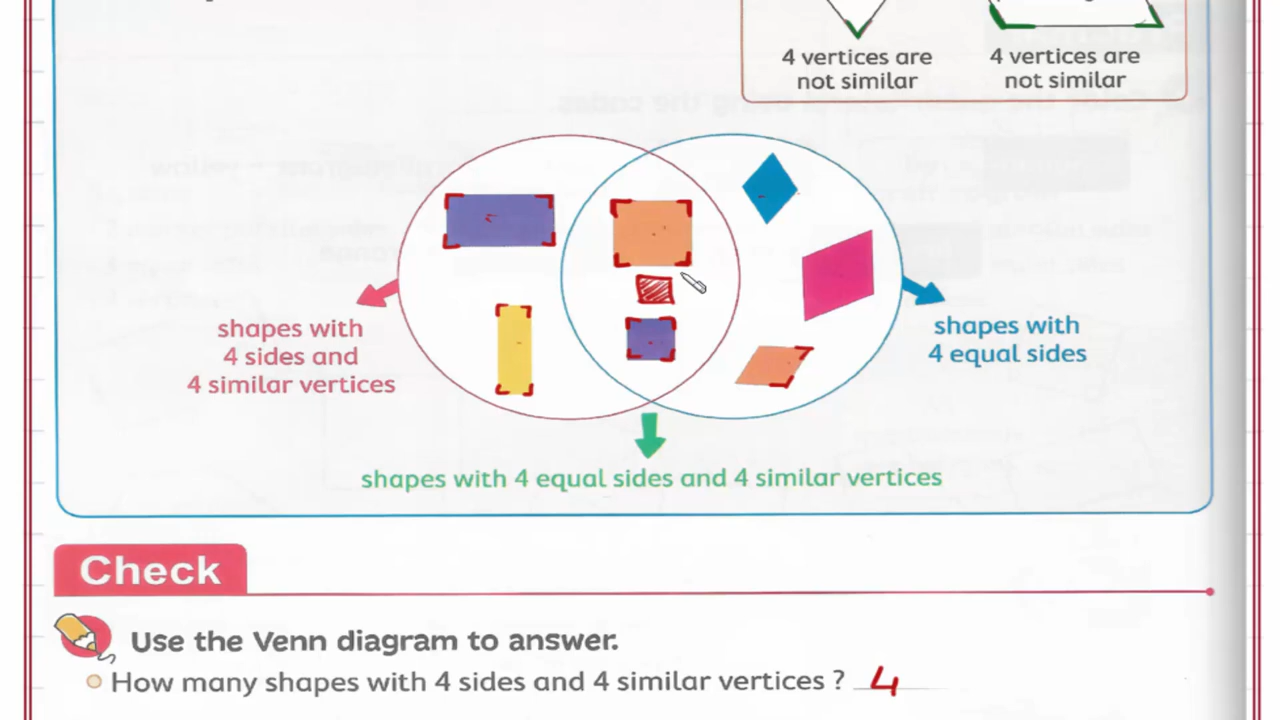 4 vertices are
not similar
4 vertices are
not similar
shapes with
4 sides and
4 similar vertices
shapes with
4 equal sides
shapes with 4 equal sides and 4 similar vertices
Check
Use the Venn diagram to answer.
How many shapes with 4 sides and 4 similar vertices ? 4